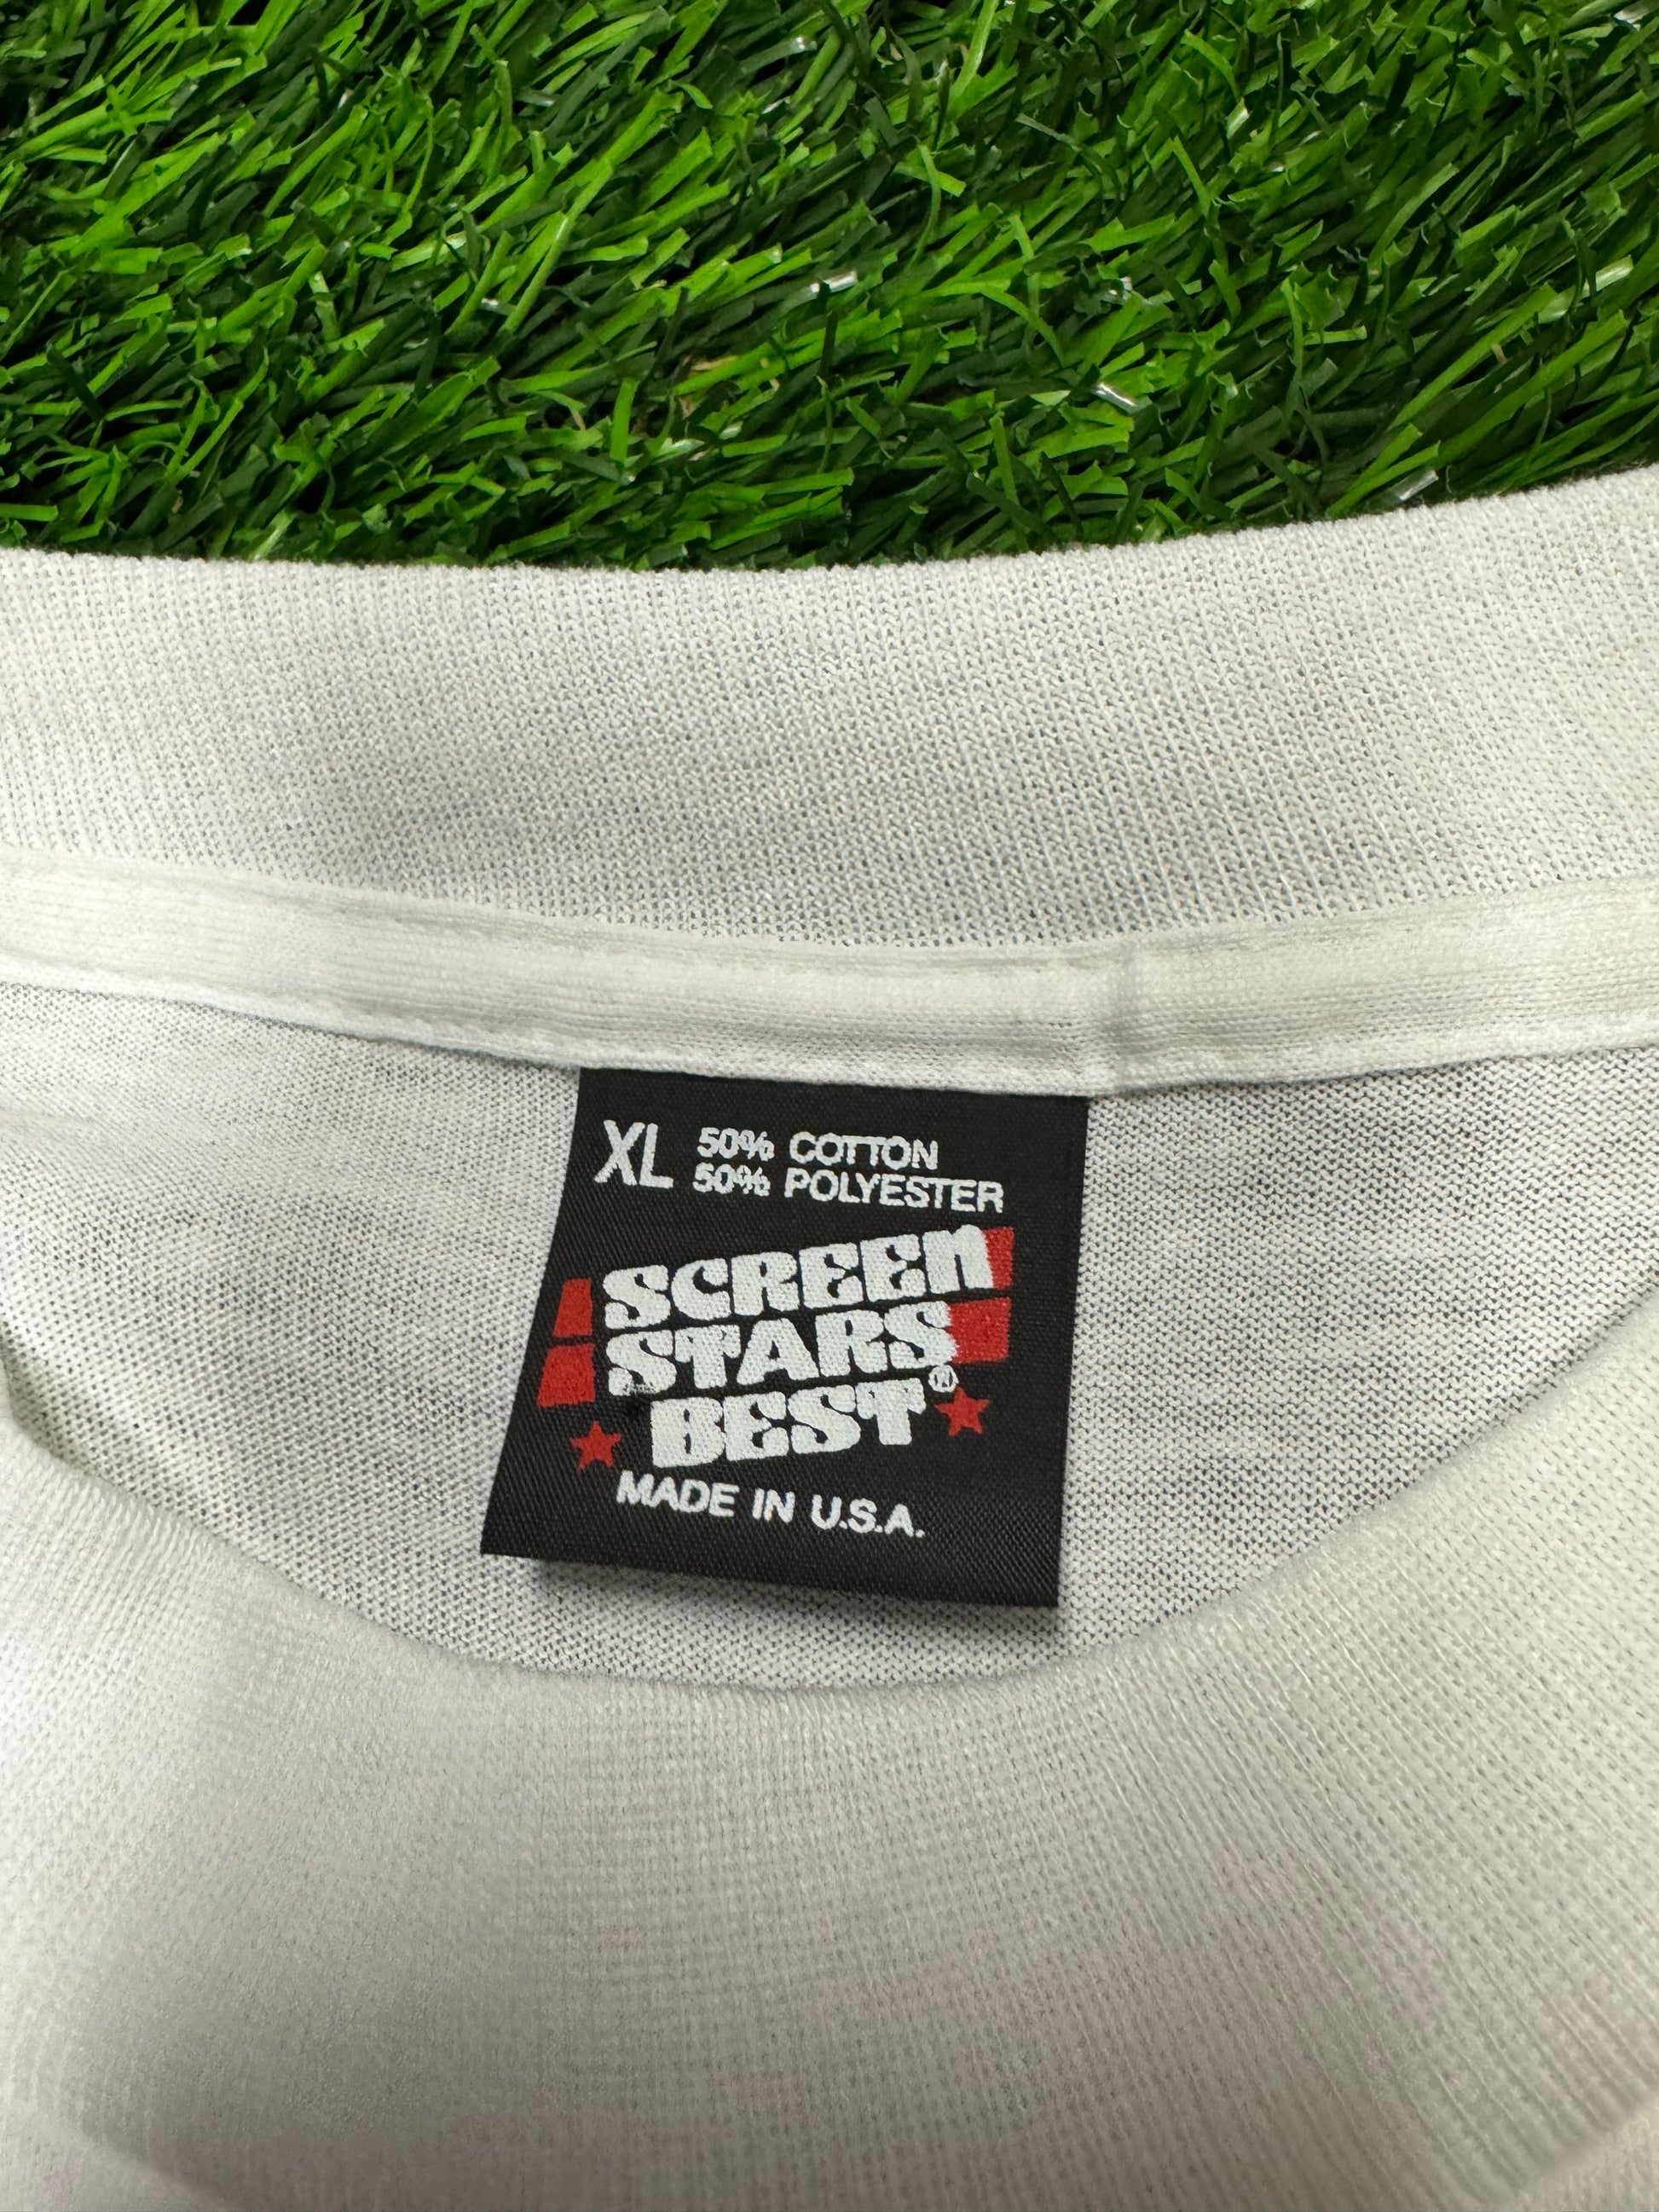 XL 50% COTTON
50% POLYESTER
SCREEN
STARS
BEST®
MADE IN U.S.A.